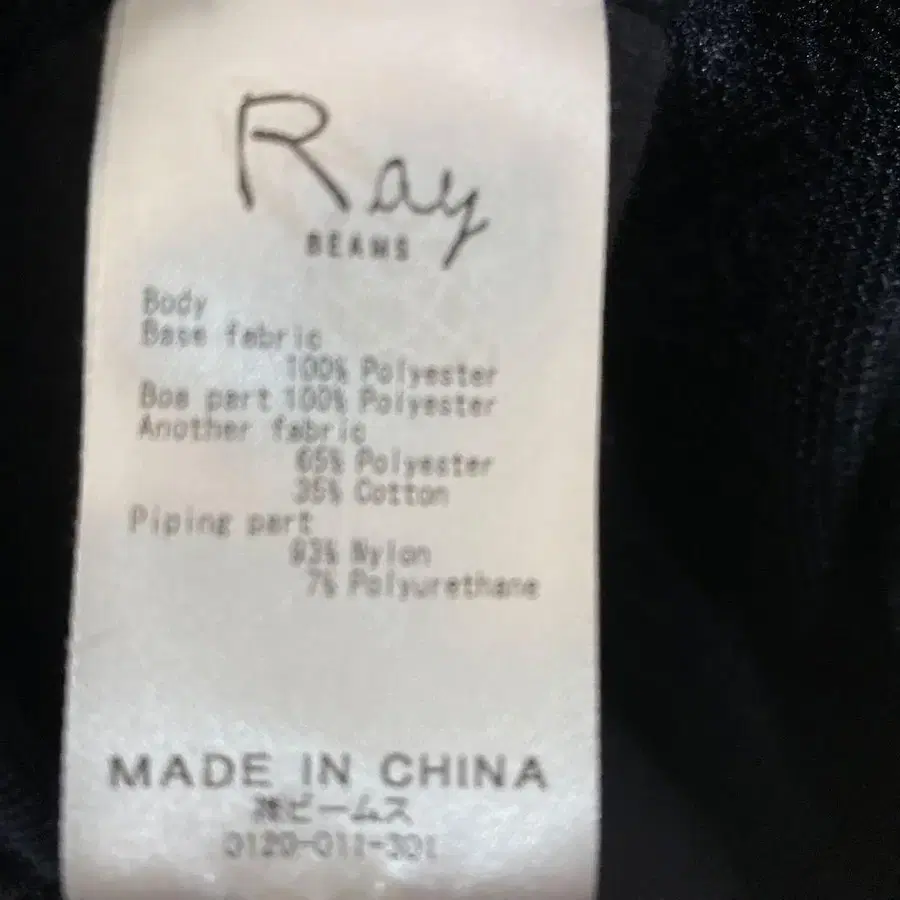 Ray
BEAMS
Body
Base fabric
100% Polyester
Boa part 100% Polyester
Another fabric
65% Polyester
35% Cotton
Piping part
93% Nylon
7% Polyurethane
MADE IN CHINA
㈱ビームス
0120-011-301